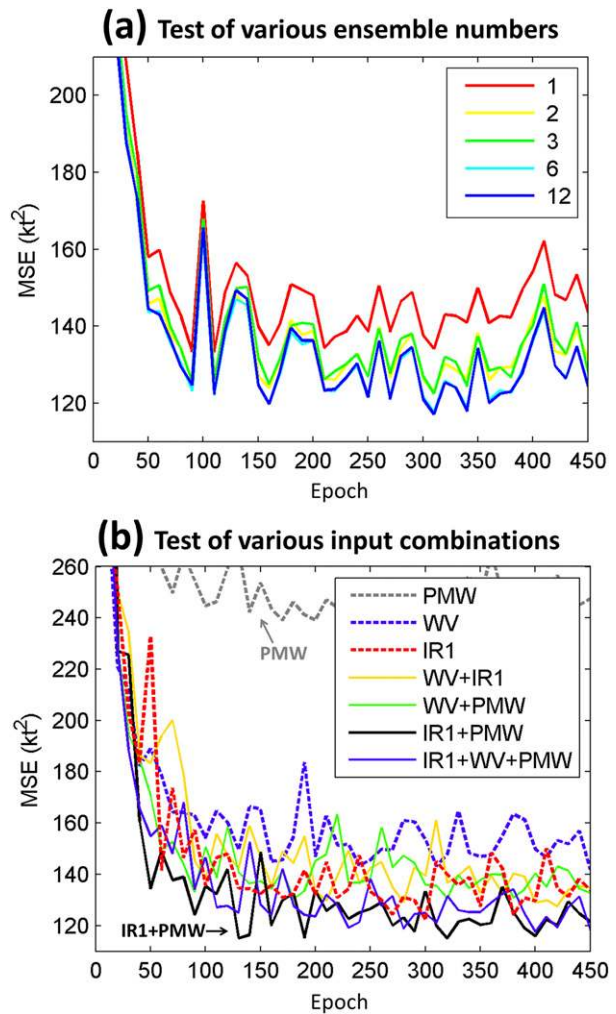 (a) Test of various ensemble numbers
200
180
160
140
120
MSE (kt²)
1
2
3
6
12
0 50 100 150 200 250 300 350 400 450
Epoch
(b) Test of various input combinations
260
240
220
200
180
160
140
120
MSE (kt²)
PMW
WV
IR1
WV+IR1
WV+PMW
IR1+PMW
IR1+WV+PMW
PMW
IR1+PMW
0 50 100 150 200 250 300 350 400 450
Epoch